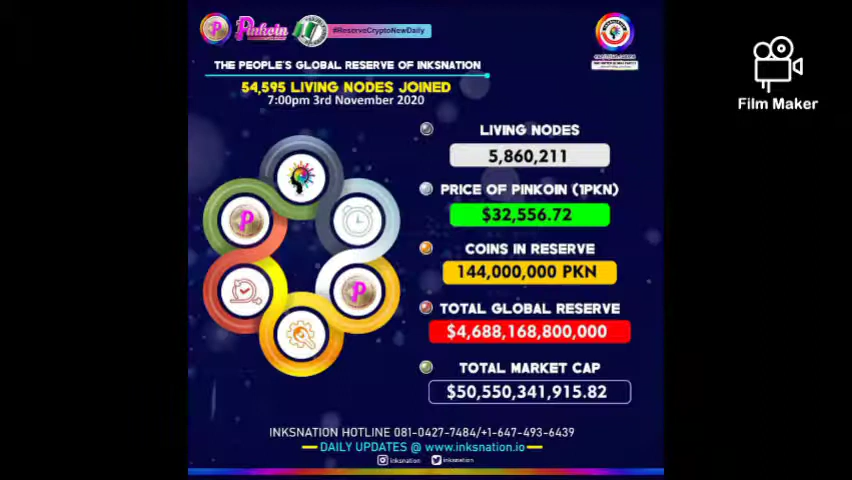 Pinkoin
#ReserveCryptoNewDaily
THE PEOPLE'S GLOBAL RESERVE OF INKSNATION
54,595 LIVING NODES JOINED
7:00pm 3rd November 2020
Film Maker
LIVING NODES
5,860,211
PRICE OF PINKOIN (1PKN)
$32,556.72
COINS IN RESERVE
144,000,000 PKN
TOTAL GLOBAL RESERVE
$4,688,168,800,000
TOTAL MARKET CAP
$50,550,341,915.82
INKSNATION HOTLINE 081-0427-7484/+1-647-493-6439
DAILY UPDATES @ www.inksnation.io
inksnation inksnation